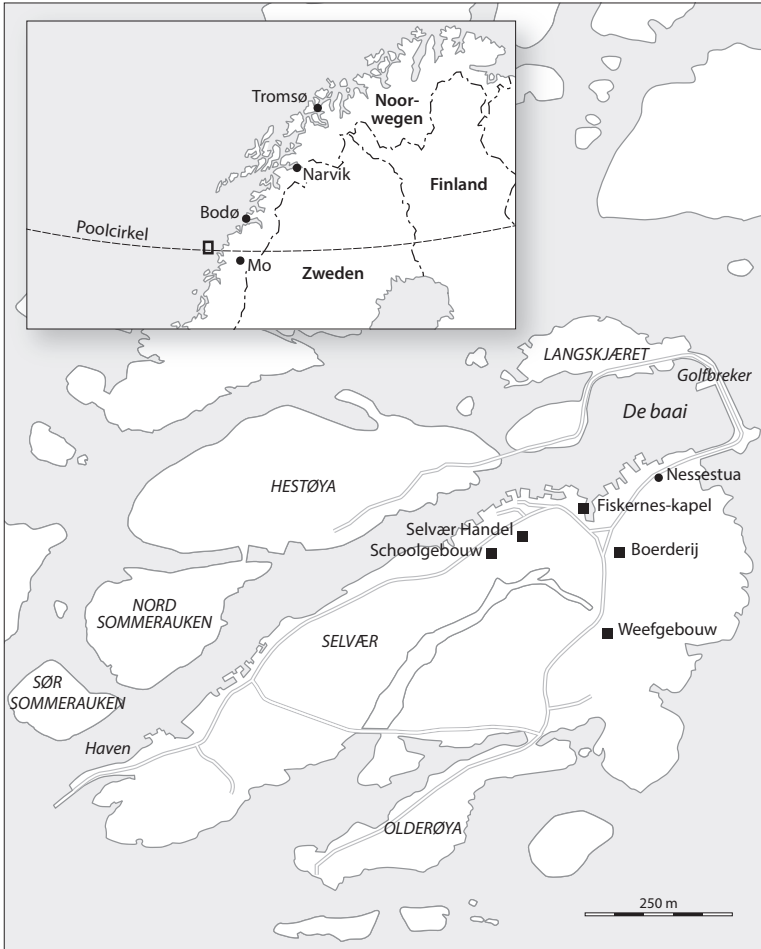 Tromsø
Noor-
wegen
Narvik
Finland
Bodø
Poolcirkel
Mo
Zweden
LANGSKJÆRET
Golfbreker
De baai
Nessestua
HESTØYA
Fiskernes-kapel
Selvær Handel
Schoolgebouw
Boerderij
NORD
SOMMERAUKEN
Weefgebouw
SELVÆR
SØR
SOMMERAUKEN
Haven
OLDERØYA
250 m